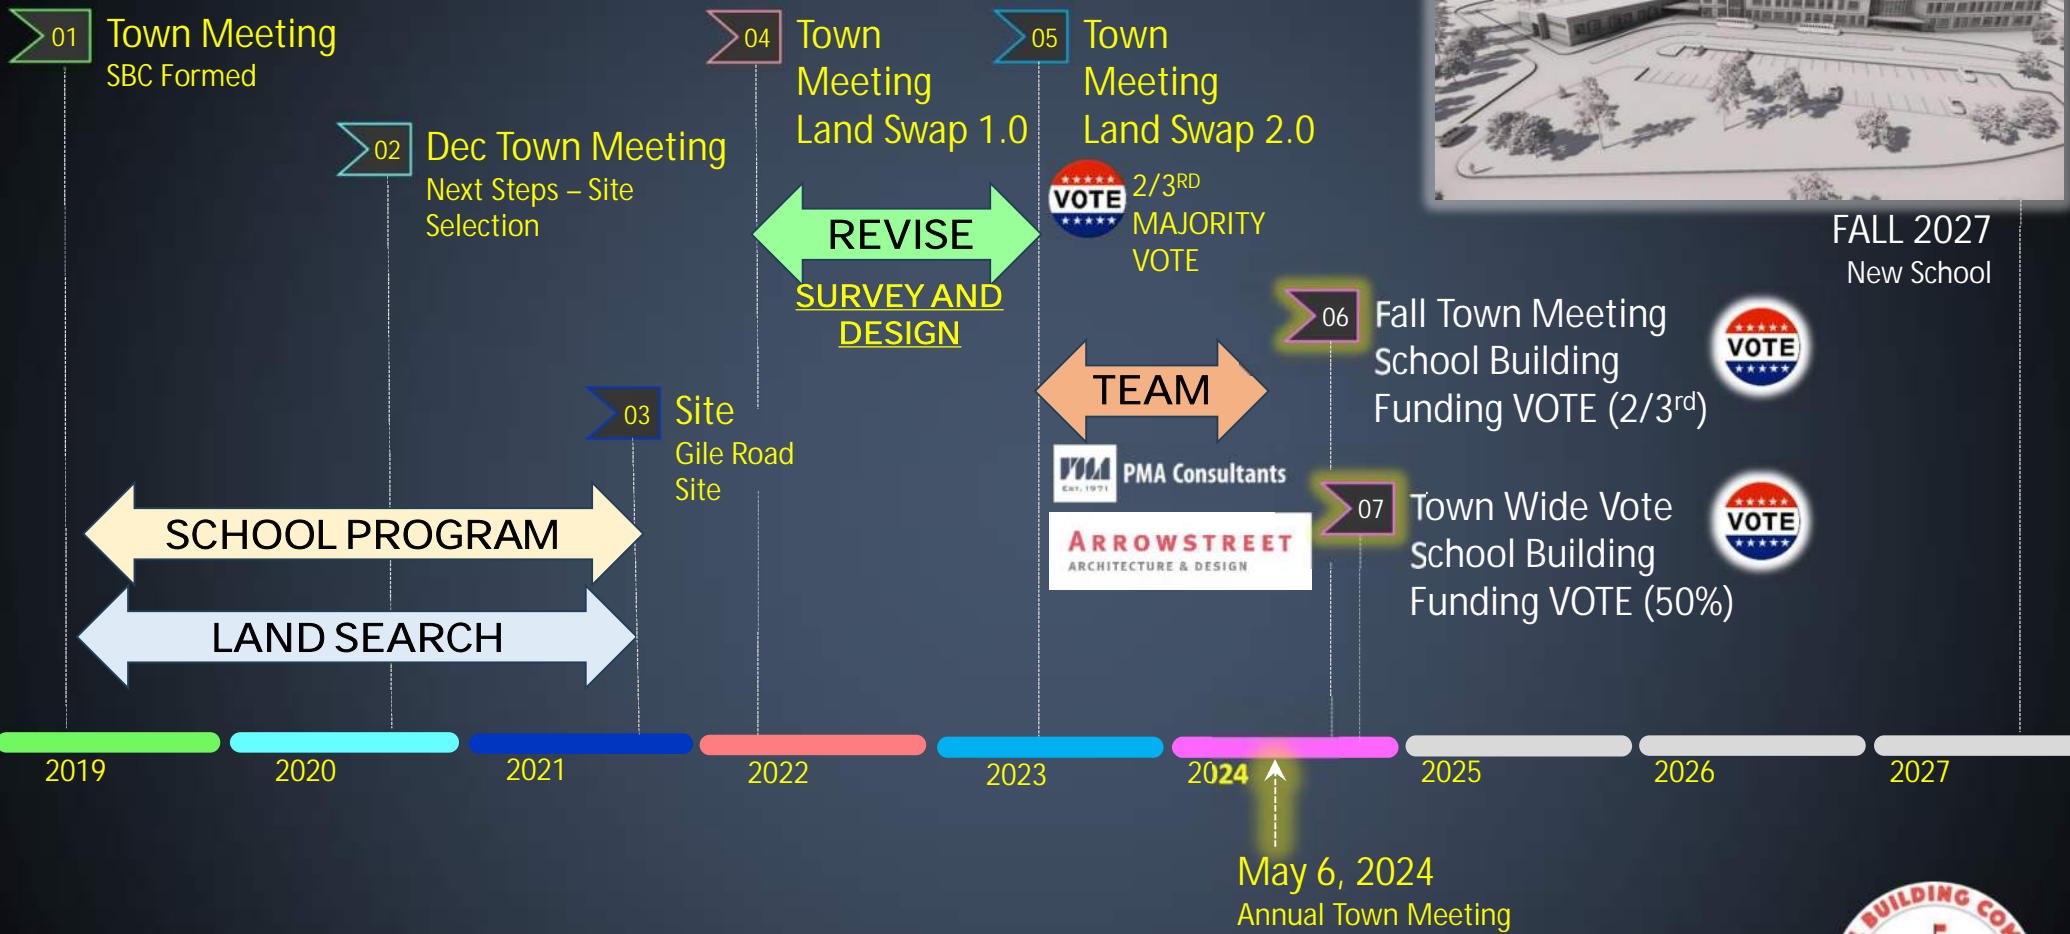 01
Town Meeting
SBC Formed
02
Dec Town Meeting
Next Steps – Site
Selection
03
Site
Gile Road
Site
04
Town
Meeting
Land Swap 1.0
05
Town
Meeting
Land Swap 2.0
VOTE
2/3RD
MAJORITY
VOTE
REVISE
SURVEY AND
DESIGN
FALL 2027
New School
06
Fall Town Meeting
School Building
Funding VOTE (2/3rd)
VOTE
TEAM
PMA
EST. 1971
PMA Consultants
ARROWSTREET
ARCHITECTURE & DESIGN
07
Town Wide Vote
School Building
Funding VOTE (50%)
VOTE
SCHOOL PROGRAM
LAND SEARCH
2019
2020
2021
2022
2023
2024
2025
2026
2027
May 6, 2024
Annual Town Meeting
BUILDING